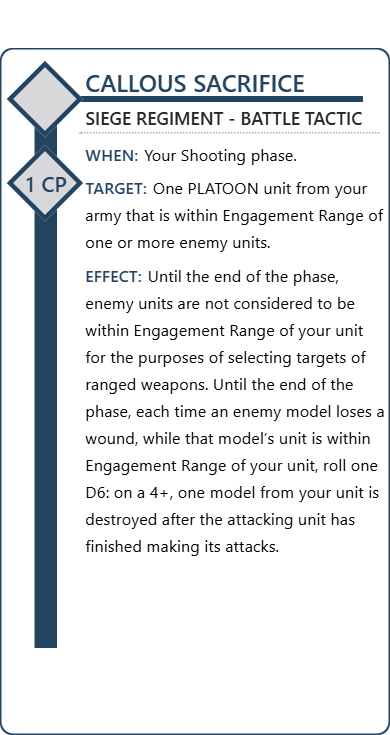 CALLOUS SACRIFICE
SIEGE REGIMENT - BATTLE TACTIC
WHEN: Your Shooting phase.
1 CP
TARGET: One PLATOON unit from your
army that is within Engagement Range of
one or more enemy units.
EFFECT: Until the end of the phase,
enemy units are not considered to be
within Engagement Range of your unit
for the purposes of selecting targets of
ranged weapons. Until the end of the
phase, each time an enemy model loses a
wound, while that model's unit is within
Engagement Range of your unit, roll one
D6: on a 4+, one model from your unit is
destroyed after the attacking unit has
finished making its attacks.